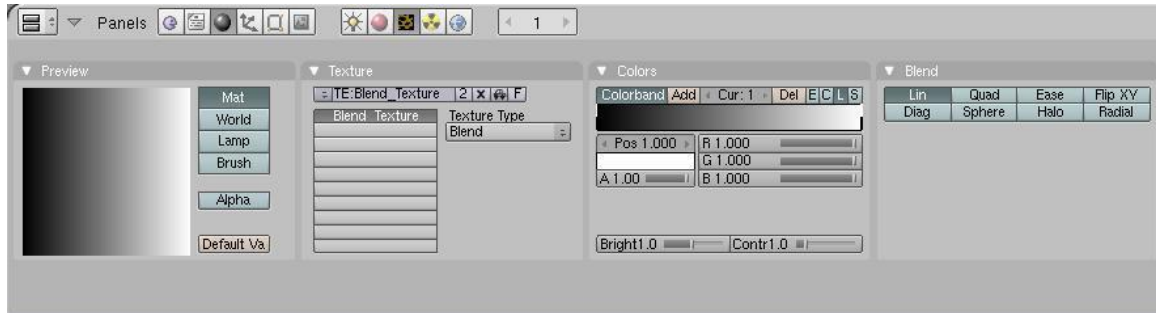 Panels 1
Preview
Mat
World
Lamp
Brush
Alpha
Default Va
Texture
TE:Blend_Texture 2 X F
Blend_Texture
Texture Type
Blend
Colors
Colorband Add Cur: 1 Del E C L S
Pos 1.000 R 1.000
G 1.000
A 1.00 B 1.000
Bright1.0 Contr1.0
Blend
Lin Quad Ease Flip XY
Diag Sphere Halo Radial